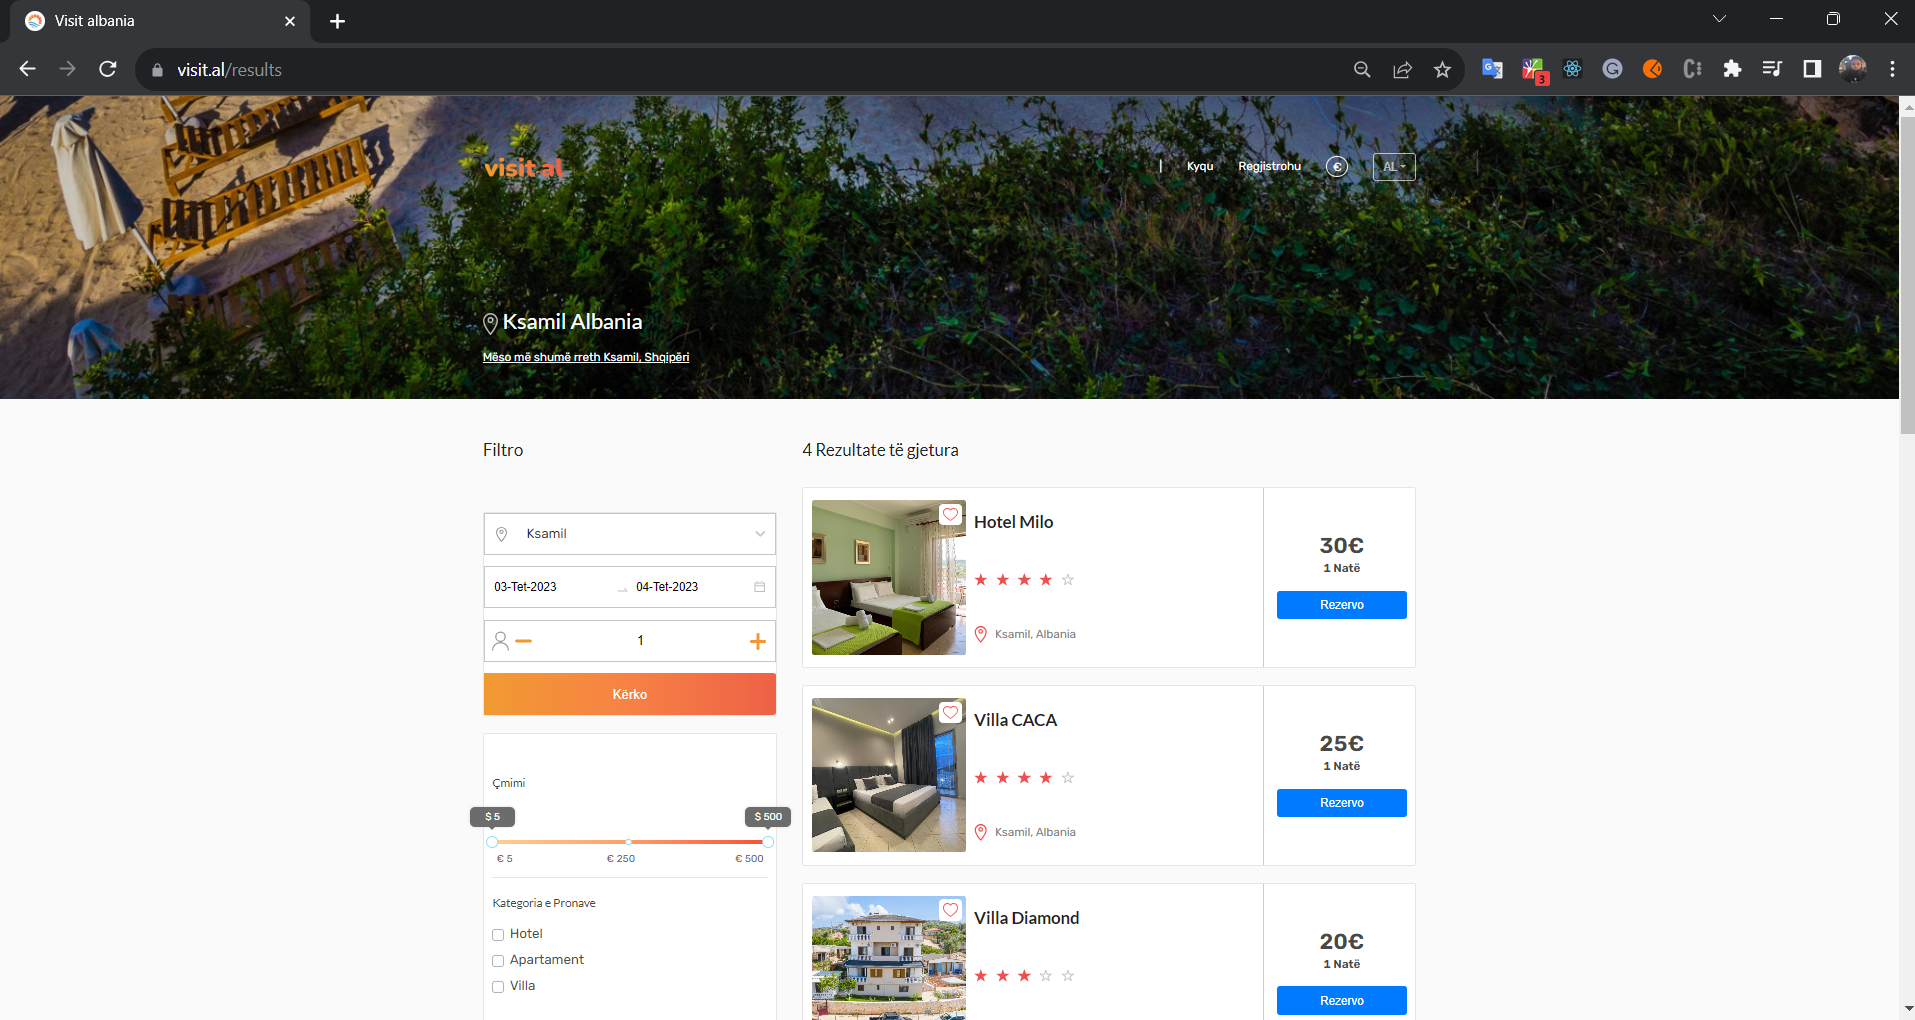 Visit albania
visit.al/results
3
visit al
Kyqu
Regjistrohu
€
AL
Ksamil Albania
Mëso më shumë rreth Ksamil, Shqipëri
Filtro
4 Rezultate të gjetura
Ksamil
03-Tet-2023
04-Tet-2023
1
Kërko
Çmimi
$ 5
$ 500
€ 5
€ 250
€ 500
Kategoria e Pronave
Hotel
Apartament
Villa
Hotel Milo
Ksamil, Albania
30€
1 Natë
Rezervo
Villa CACA
Ksamil, Albania
25€
1 Natë
Rezervo
Villa Diamond
20€
1 Natë
Rezervo